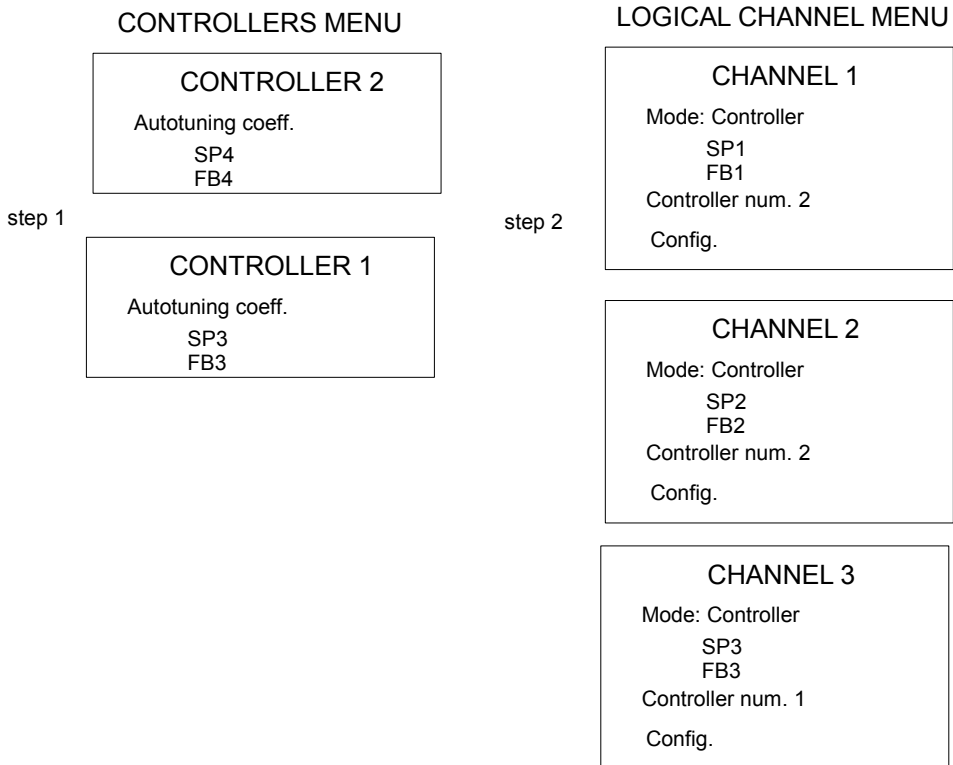 CONTROLLERS MENU
CONTROLLER 2
Autotuning coeff.
SP4
FB4
step 1
CONTROLLER 1
Autotuning coeff.
SP3
FB3
LOGICAL CHANNEL MENU
CHANNEL 1
Mode: Controller
SP1
FB1
Controller num. 2
step 2
Config.
CHANNEL 2
Mode: Controller
SP2
FB2
Controller num. 2
Config.
CHANNEL 3
Mode: Controller
SP3
FB3
Controller num. 1
Config.